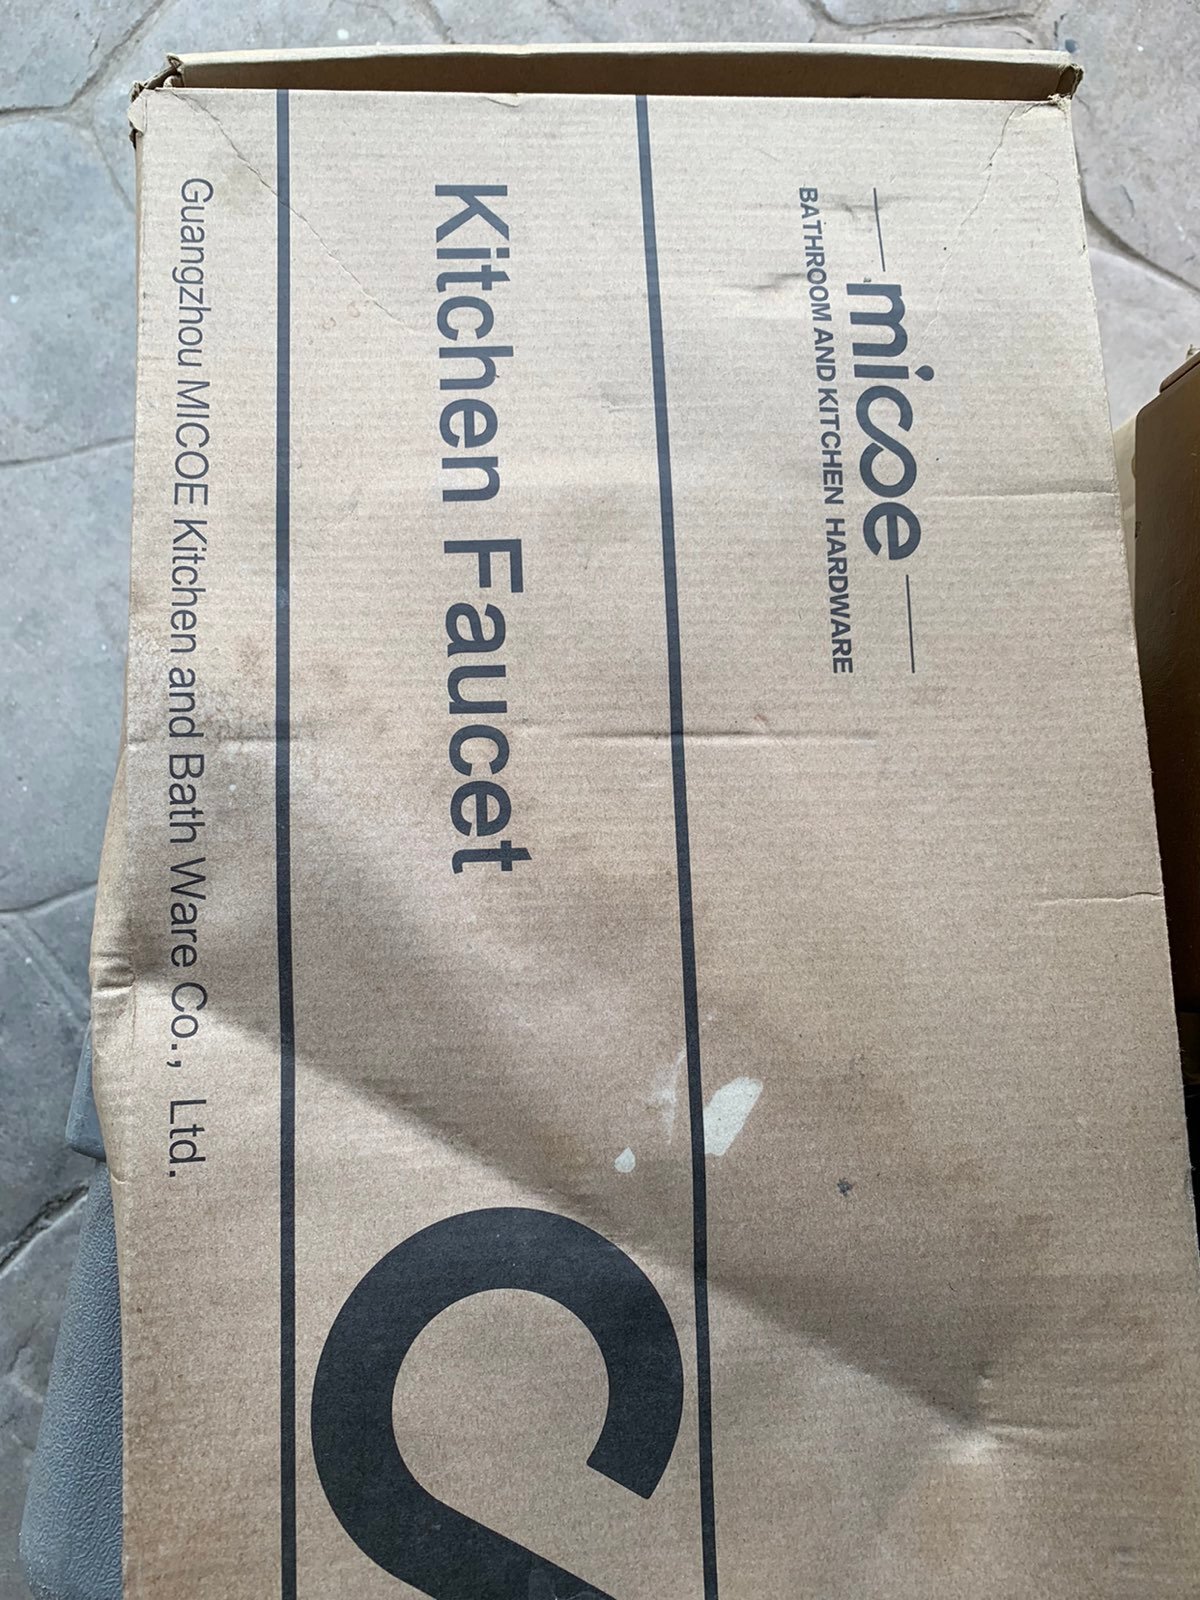 micoe
BATHROOM AND KITCHEN HARDWARE
Kitchen Faucet
Guangzhou MICOE Kitchen and Bath Ware Co., Ltd.